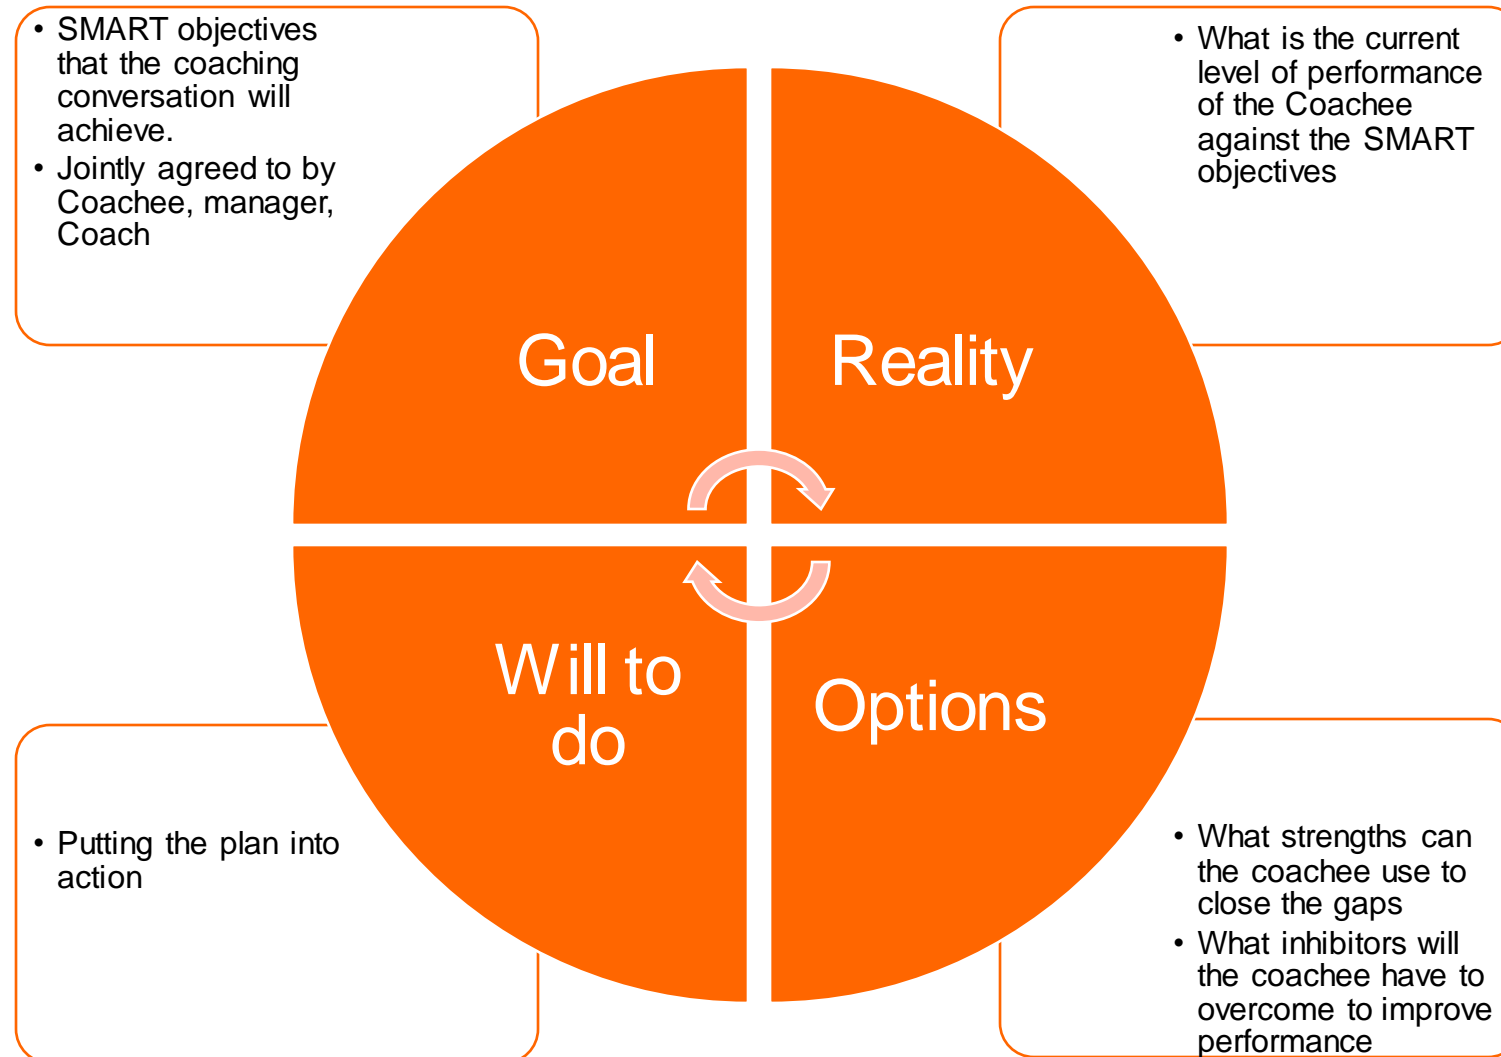 • SMART objectives
that the coaching
conversation will
achieve.
• Jointly agreed to by
Coachee, manager,
Coach
• What is the current
level of performance
of the Coachee
against the SMART
objectives
Goal
Reality
Will to
do
Options
• Putting the plan into
action
• What strengths can
the coachee use to
close the gaps
• What inhibitors will
the coachee have to
overcome to improve
performance